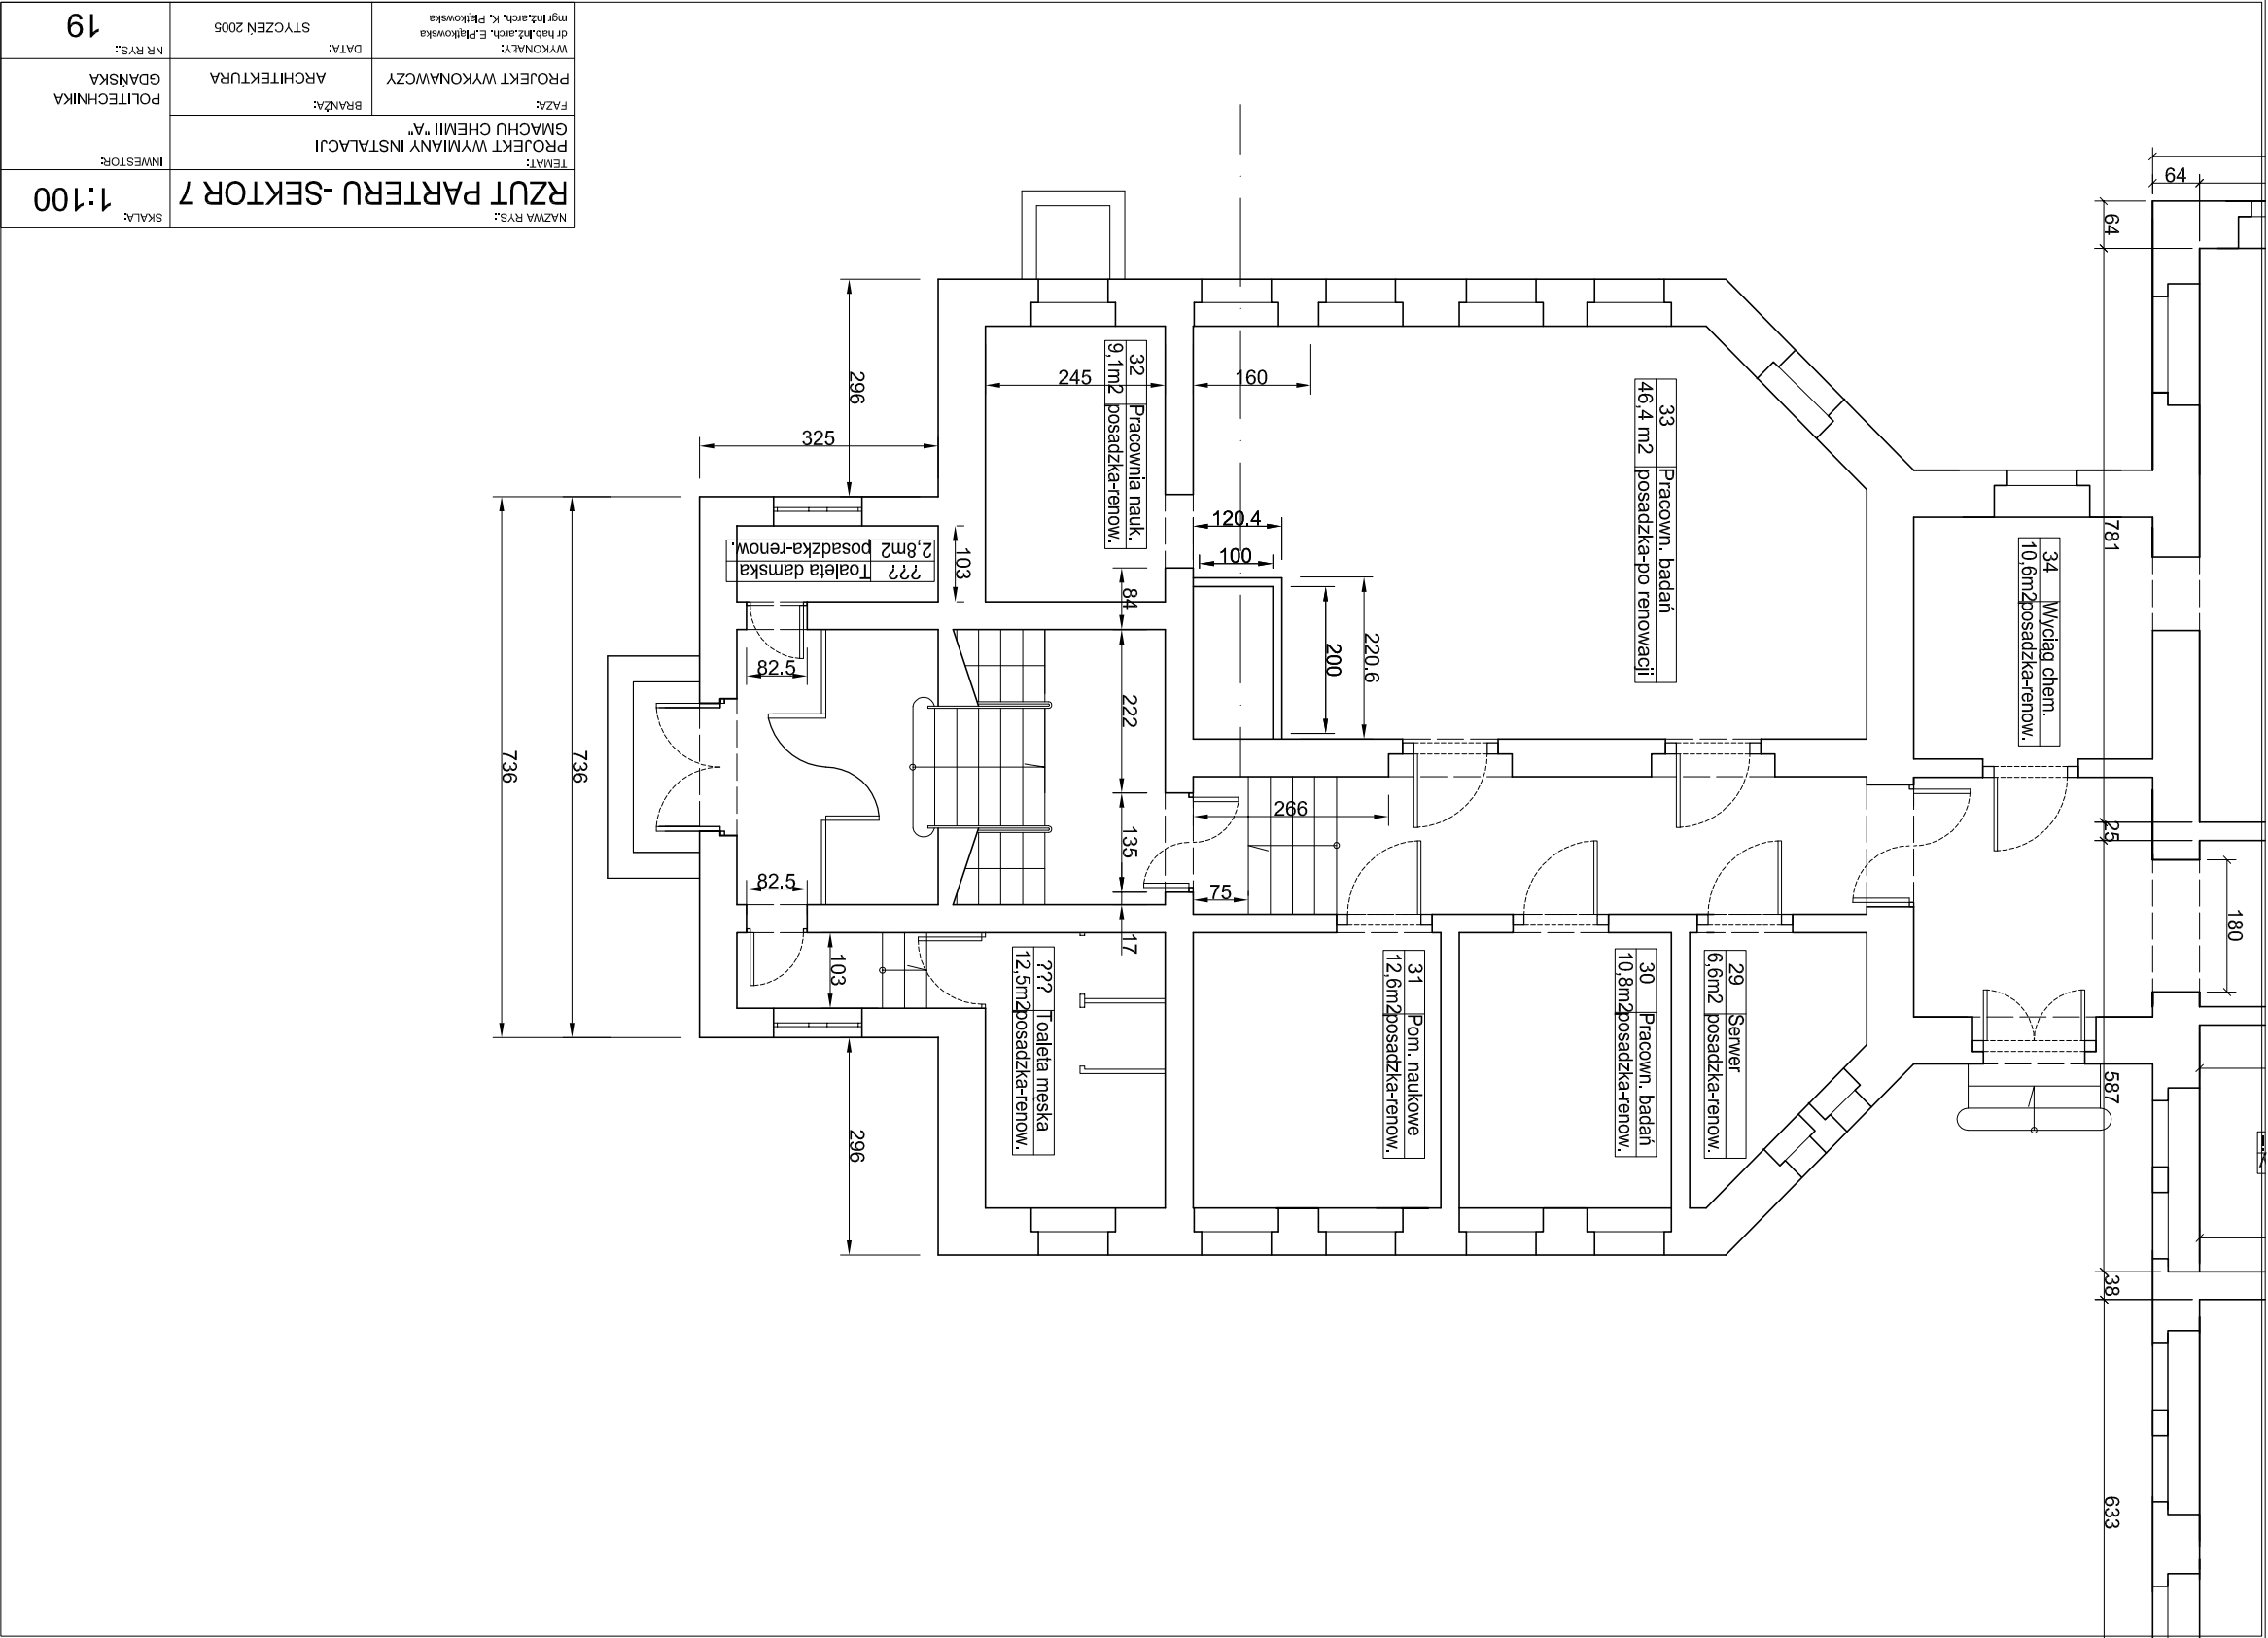 NAZWA RYS.:
RZUT PARTERU -SEKTOR 7
SKALA:
1:100
TEMAT:
PROJEKT WYMIANY INSTALACJI
GMACHU CHEMII "A"
INWESTOR:
POLITECHNIKA
GDAŃSKA
FAZA:
PROJEKT WYKONAWCZY
BRANŻA:
ARCHITEKTURA
WYKONAŁY:
dr hab.inż.arch. E.Piątkowska
mgr inż.arch. K. Piątkowska
DATA:
STYCZEŃ 2005
NR RYS.:
19
64
64
781
25
180
587
38
633
296
325
245
160
32 Pracownia nauk.
9,1m2 posadzka-renow.
33 Pracown. badań
46,4 m2 posadzka-po renowacji
34 Wyciąg chem.
10,6m2 posadzka-renow.
120.4
100
220.6
200
??? Toaleta damska
2,8m2 posadzka-renow.
103
84
82.5
222
736
736
135
266
75
82.5
17
103
??? Toaleta męska
12,5m2 posadzka-renow.
31 Pom. naukowe
12,6m2 posadzka-renow.
30 Pracown. badań
10,8m2 posadzka-renow.
29 Serwer
6,6m2 posadzka-renow.
296